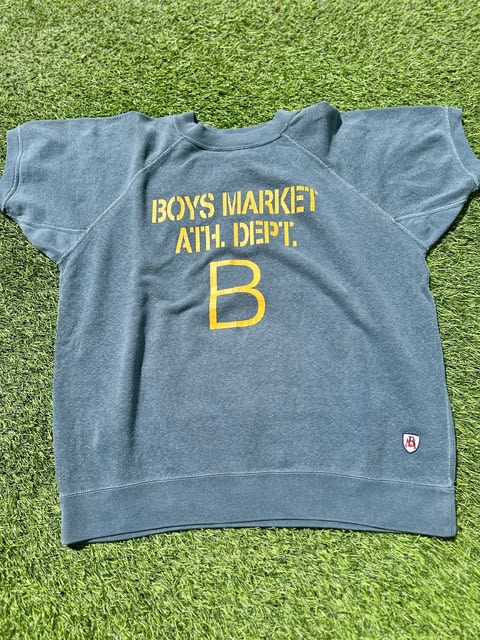 BOYS MARKET
ATH. DEPT.
B